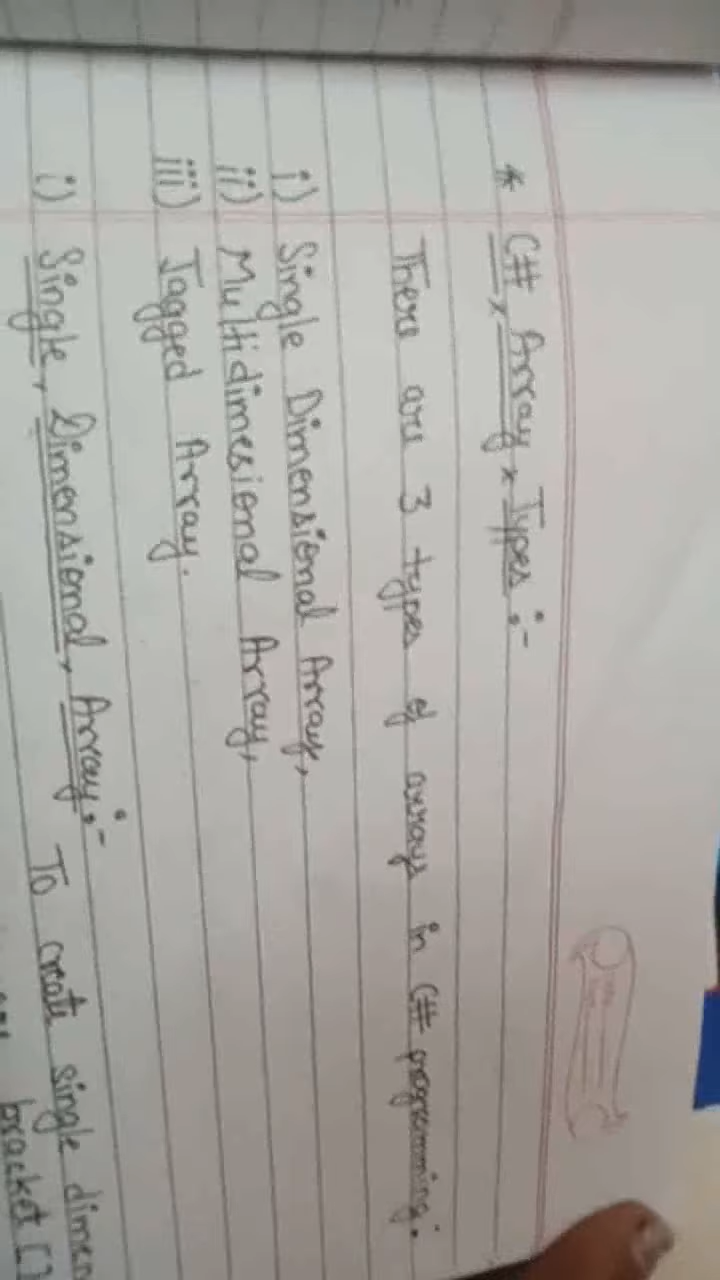 * C# Array Types :-
There are 3 types of arrays in C# programming.
i) Single Dimensional Array,
ii) Multidimesional Array,
iii) Jagged Array.
i) Single Dimensional Array :- To create single dimen
bracket []